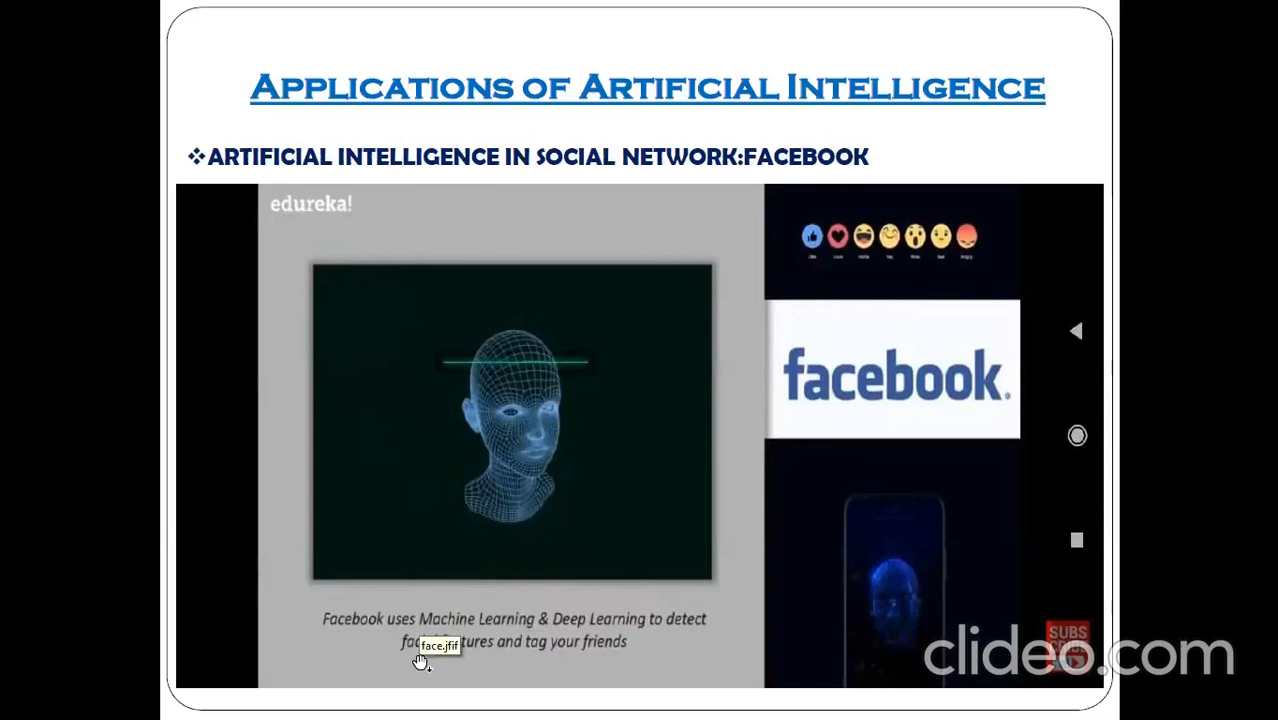 APPLICATIONS OF ARTIFICIAL INTELLIGENCE
❖ARTIFICIAL INTELLIGENCE IN SOCIAL NETWORK:FACEBOOK
edureka!
facebook.
Facebook uses Machine Learning & Deep Learning to detect
tures and tag your friends
face.jfif
SUBS
clideo.com